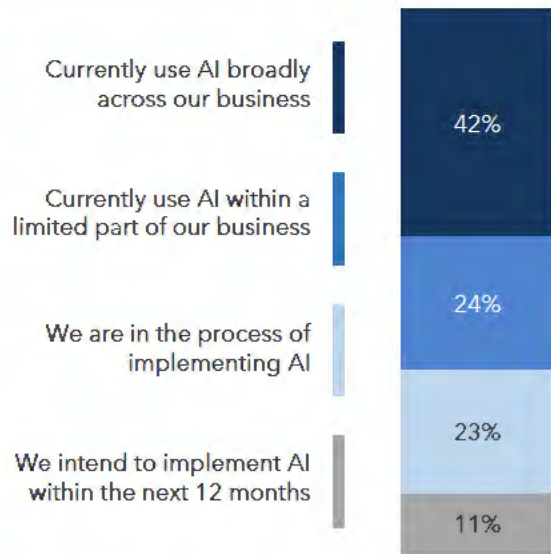 Currently use AI broadly
across our business
42%
Currently use AI within a
limited part of our business
24%
We are in the process of
implementing AI
23%
We intend to implement AI
within the next 12 months
11%